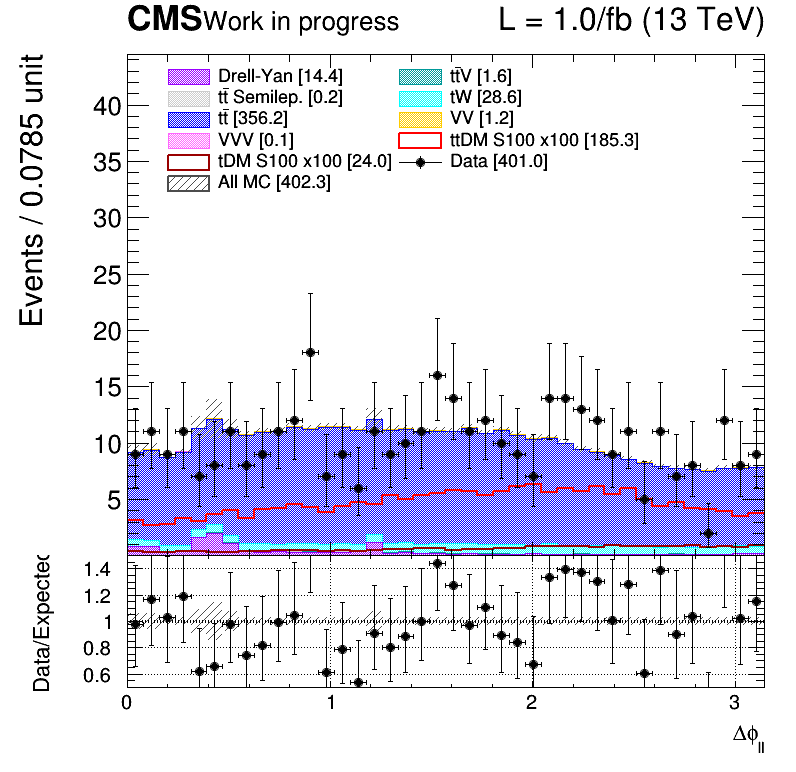 CMS Work in progress L = 1.0/fb (13 TeV)
Events / 0.0785 unit
Drell-Yan [14.4] tt̄V [1.6]
tt̄ Semilep. [0.2] tW [28.6]
tt̄ [356.2] VV [1.2]
VVV [0.1] ttDM S100 x100 [185.3]
tDM S100 x100 [24.0] Data [401.0]
All MC [402.3]
40
35
30
25
20
15
10
5
Data/Expected
1.4
1.2
1
0.8
0.6
0 1 2 3
Δϕ_ll